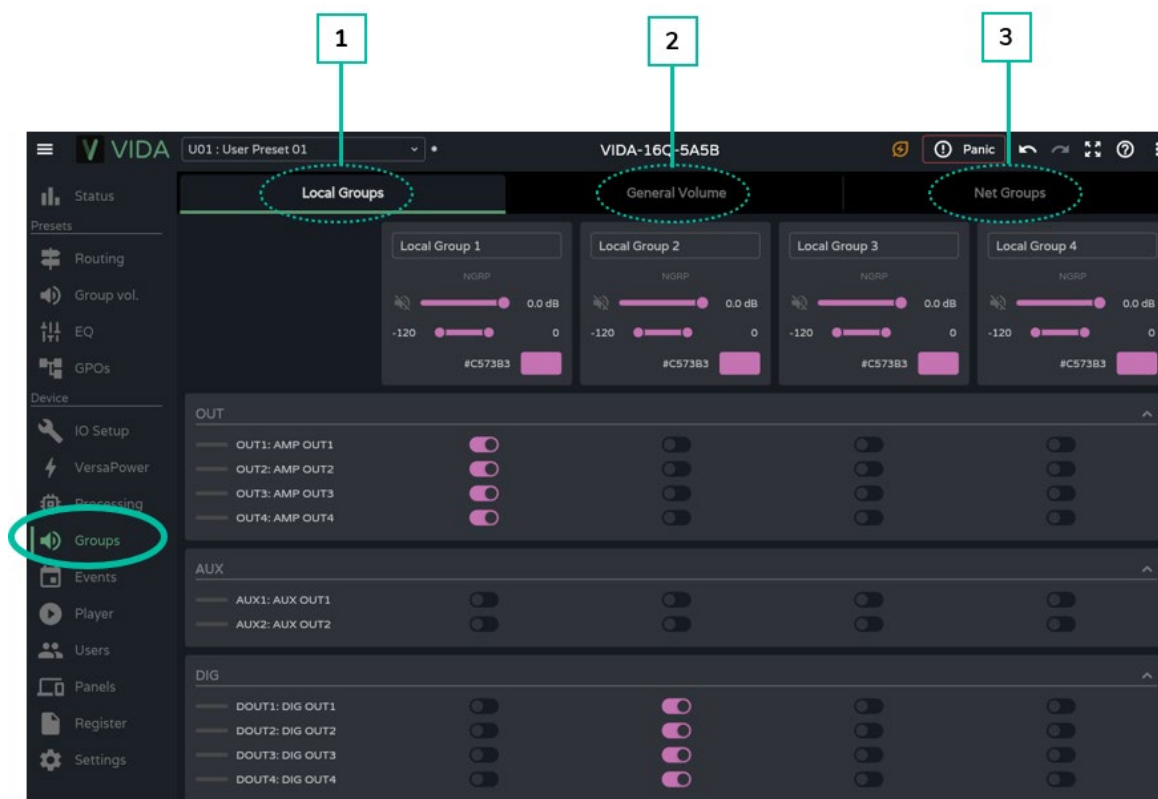 1 2 3
VIDA U01 : User Preset 01 VIDA-16Q-5A5B Panic
Local Groups General Volume Net Groups
Status
Presets
Routing
Group vol.
EQ
GPOs
Device
IO Setup
VersaPower
Processing
Groups
Events
Player
Users
Panels
Register
Settings
Local Group 1 Local Group 2 Local Group 3 Local Group 4
NGRP NGRP NGRP NGRP
0.0 dB 0.0 dB 0.0 dB 0.0 dB
-120 0 -120 0 -120 0 -120 0
#C573B3 #C573B3 #C573B3 #C573B3
OUT
OUT1: AMP OUT1
OUT2: AMP OUT2
OUT3: AMP OUT3
OUT4: AMP OUT4
AUX
AUX1: AUX OUT1
AUX2: AUX OUT2
DIG
DOUT1: DIG OUT1
DOUT2: DIG OUT2
DOUT3: DIG OUT3
DOUT4: DIG OUT4